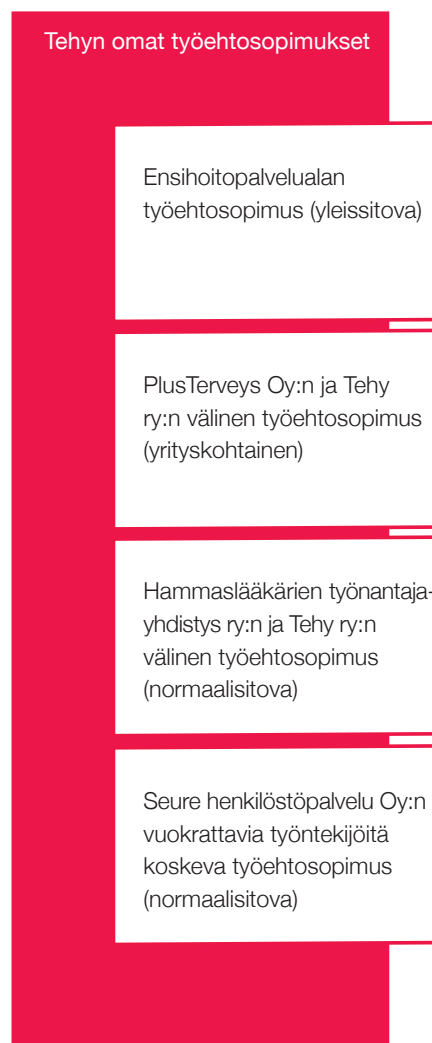 Tehyn omat työehtosopimukset
Ensihoitopalvelualan
työehtosopimus (yleissitova)
PlusTerveys Oy:n ja Tehy
ry:n välinen työehtosopimus
(yrityskohtainen)
Hammaslääkärien työnantaja-
yhdistys ry:n ja Tehy ry:n
välinen työehtosopimus
(normaalisitova)
Seure henkilöstöpalvelu Oy:n
vuokrattavia työntekijöitä
koskeva työehtosopimus
(normaalisitova)